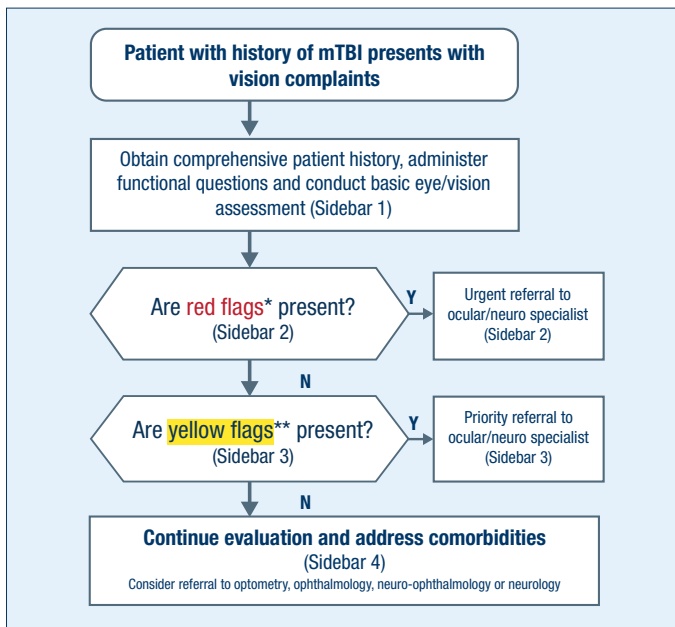 Patient with history of mTBI presents with
vision complaints
Obtain comprehensive patient history, administer
functional questions and conduct basic eye/vision
assessment (Sidebar 1)
Are red flags* present?
(Sidebar 2)
Y
Urgent referral to
ocular/neuro specialist
(Sidebar 2)
N
Are yellow flags** present?
(Sidebar 3)
Y
Priority referral to
ocular/neuro specialist
(Sidebar 3)
N
Continue evaluation and address comorbidities
(Sidebar 4)
Consider referral to optometry, ophthalmology, neuro-ophthalmology or neurology